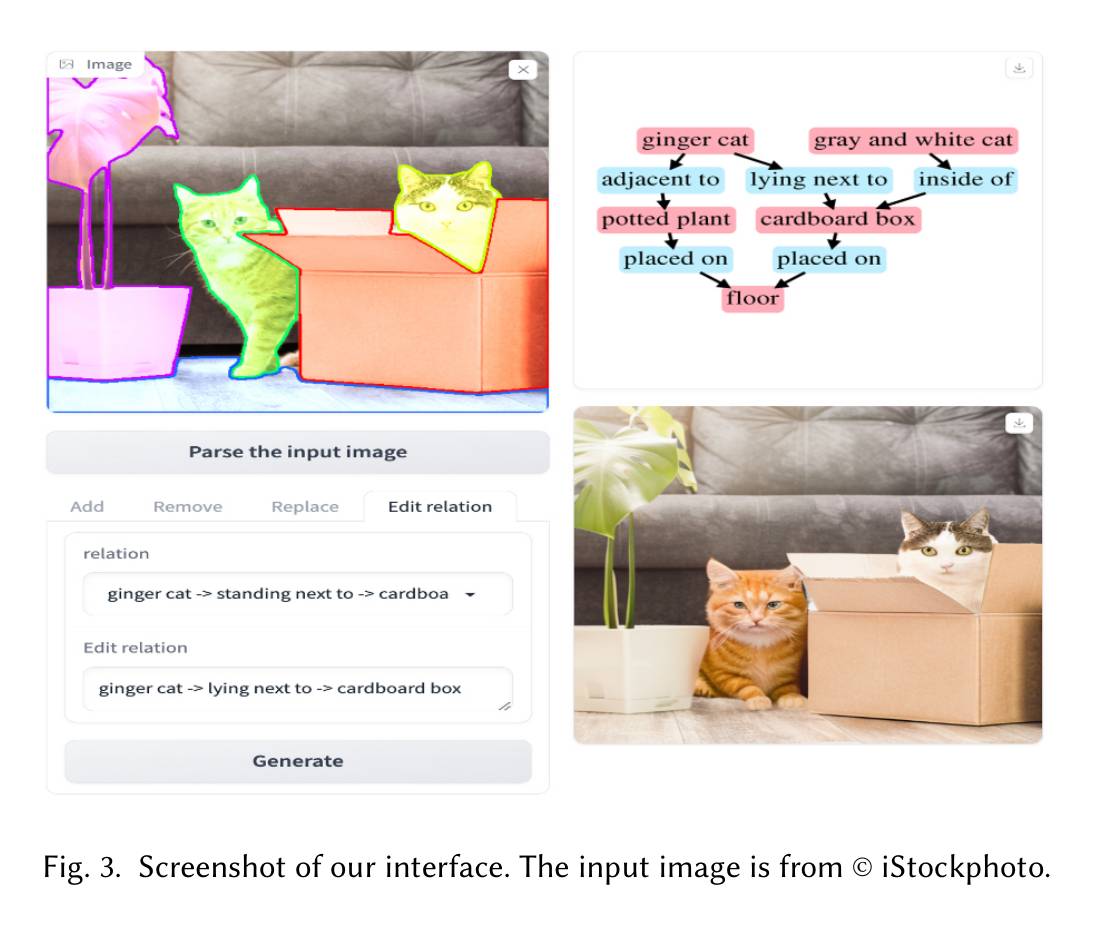 Image
Parse the input image
Add Remove Replace Edit relation
relation
ginger cat -> standing next to -> cardboa
Edit relation
ginger cat -> lying next to -> cardboard box
Generate
ginger cat gray and white cat
adjacent to lying next to inside of
potted plant cardboard box
placed on placed on
floor
Fig. 3. Screenshot of our interface. The input image is from © iStockphoto.